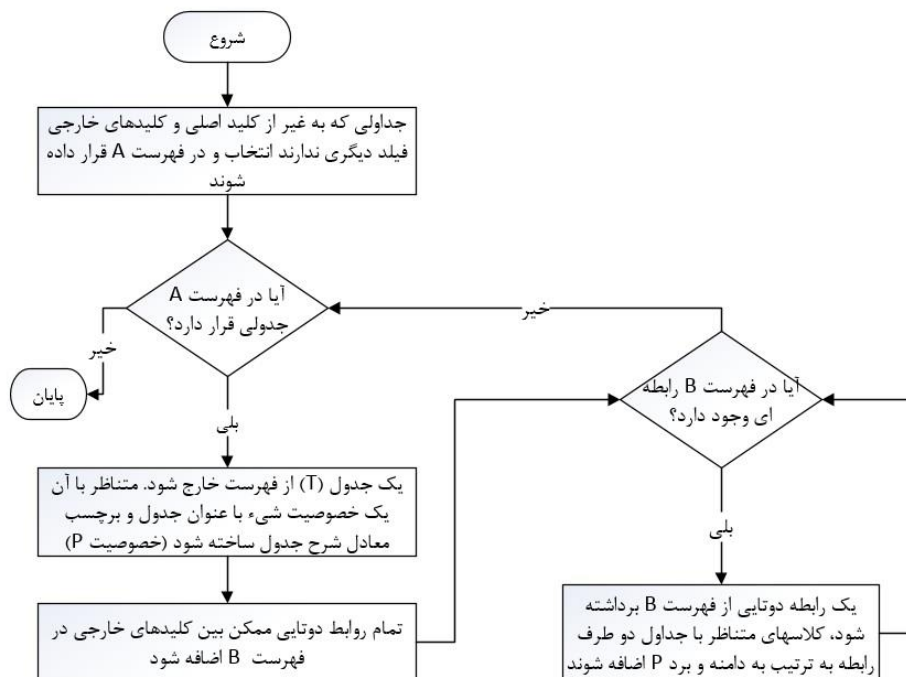 شروع
جداولی که به غیر از کلید اصلی و کلیدهای خارجی
فیلد دیگری ندارند انتخاب و در فهرست A قرار داده
شوند
آیا در فهرست A
جدولی قرار دارد؟
خیر
پایان
بلی
یک جدول (T) از فهرست خارج شود. متناظر با آن
یک خصوصیت شیء با عنوان جدول و برچسب
معادل شرح جدول ساخته شود (خصوصیت P)
تمام روابط دوتایی ممکن بین کلیدهای خارجی در
فهرست B اضافه شود
خیر
آیا در فهرست B رابطه
ای وجود دارد؟
بلی
یک رابطه دوتایی از فهرست B برداشته
شود، کلاسهای متناظر با جداول دو طرف
رابطه به ترتیب به دامنه و برد P اضافه شوند